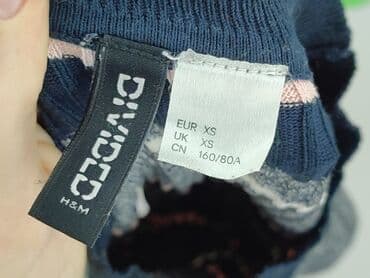 DIVIDED
H&M
EUR XS
UK XS
CN 160/80A